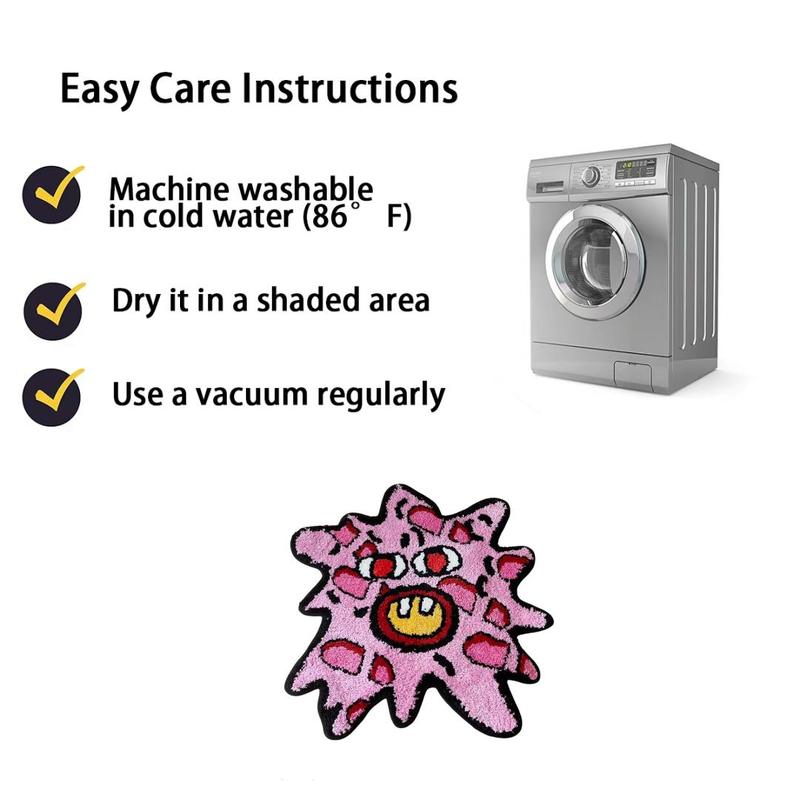 Easy Care Instructions
Machine washable
in cold water (86° F)
Dry it in a shaded area
Use a vacuum regularly